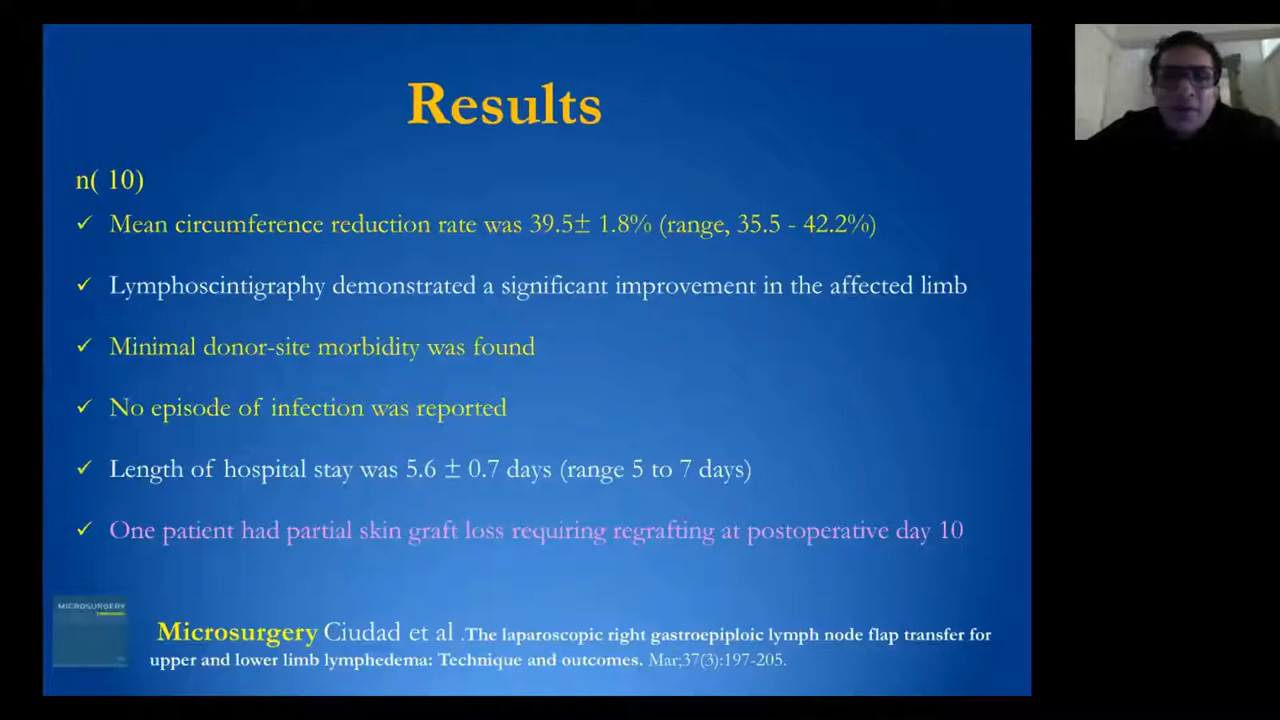 Results
n( 10)
✓ Mean circumference reduction rate was 39.5± 1.8% (range, 35.5 - 42.2%)
✓ Lymphoscintigraphy demonstrated a significant improvement in the affected limb
✓ Minimal donor-site morbidity was found
✓ No episode of infection was reported
✓ Length of hospital stay was 5.6 ± 0.7 days (range 5 to 7 days)
✓ One patient had partial skin graft loss requiring regrafting at postoperative day 10
MICROSURGERY
Microsurgery Ciudad et al .The laparoscopic right gastroepiploic lymph node flap transfer for
upper and lower limb lymphedema: Technique and outcomes. Mar;37(3):197-205.